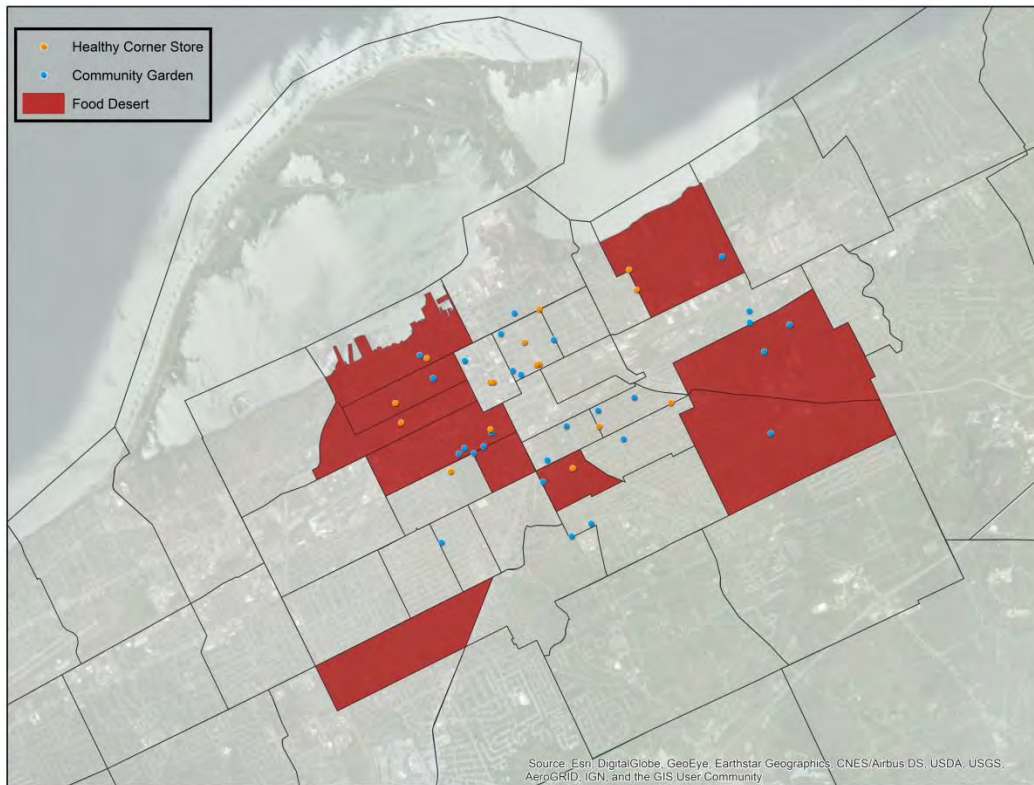 Healthy Corner Store
Community Garden
Food Desert
Source: Esri, DigitalGlobe, GeoEye, Earthstar Geographics, CNES/Airbus DS, USDA, USGS,
AeroGRID, IGN, and the GIS User Community